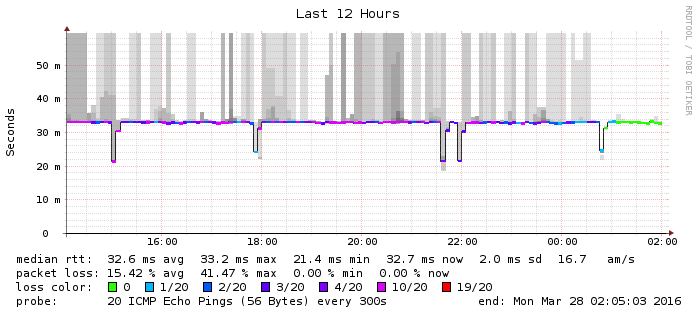 Last 12 Hours
RRDTOOL / TOBI OETIKER
Seconds
50 m
40 m
30 m
20 m
10 m
0
16:00 18:00 20:00 22:00 00:00 02:00
median rtt: 32.6 ms avg 33.2 ms max 21.4 ms min 32.7 ms now 2.0 ms sd 16.7 am/s
packet loss: 15.42 % avg 41.47 % max 0.00 % min 0.00 % now
loss color: 0 1/20 2/20 3/20 4/20 10/20 19/20
probe: 20 ICMP Echo Pings (56 Bytes) every 300s end: Mon Mar 28 02:05:03 2016